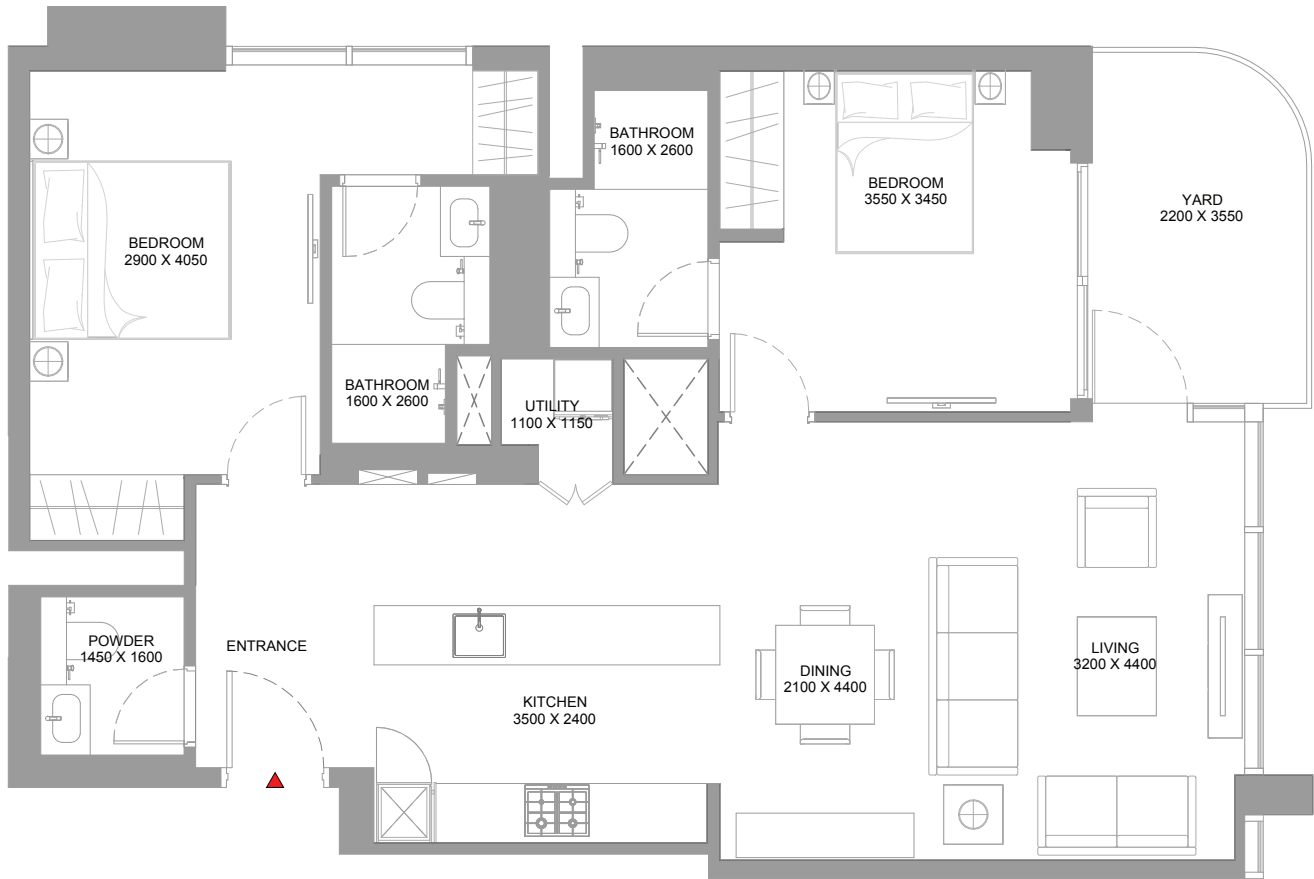 BATHROOM
1600 X 2600
BEDROOM
3550 X 3450
YARD
2200 X 3550
BEDROOM
2900 X 4050
BATHROOM
1600 X 2600
UTILITY
1100 X 1150
POWDER
1450 X 1600
ENTRANCE
KITCHEN
3500 X 2400
DINING
2100 X 4400
LIVING
3200 X 4400